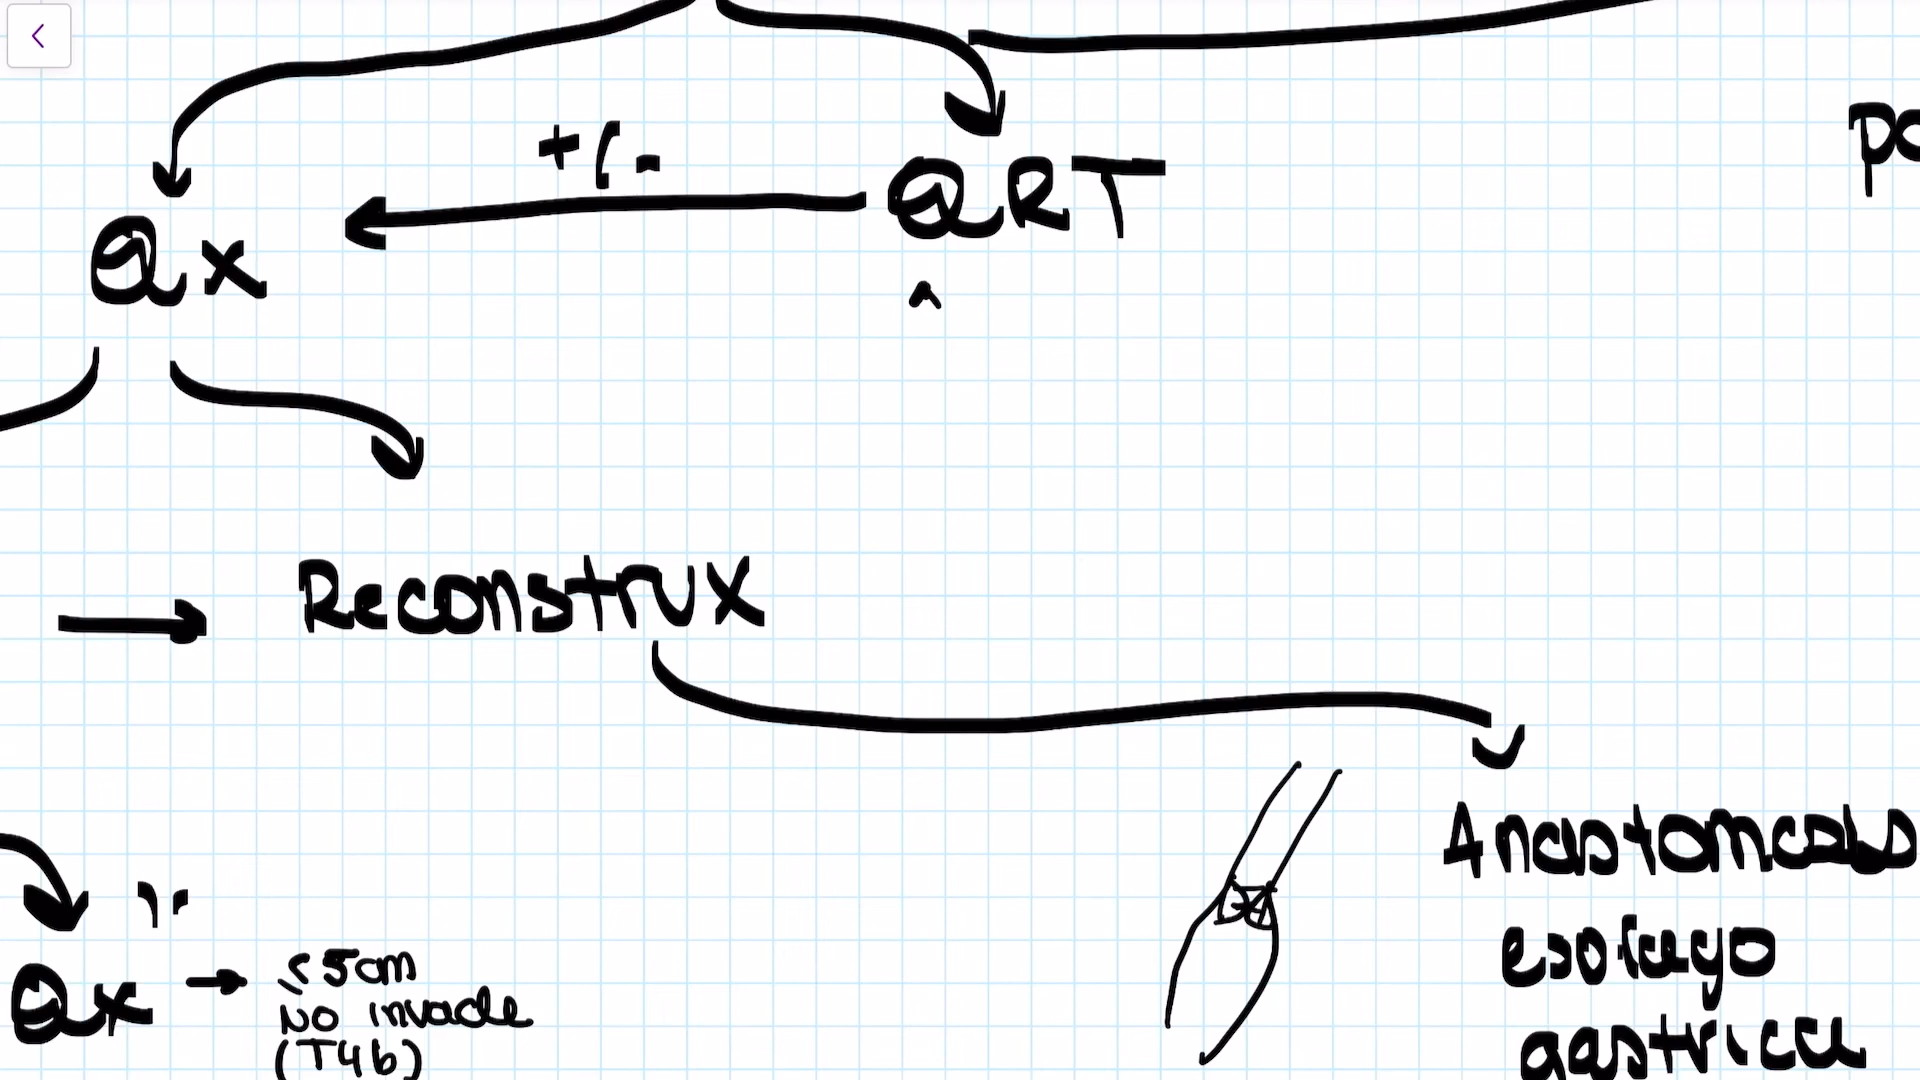 +/-
QRT
Qx
Reconstrux
Anastomosis
esofago
gastrica
Qx → ≤5cm
NO invade
(T4b)